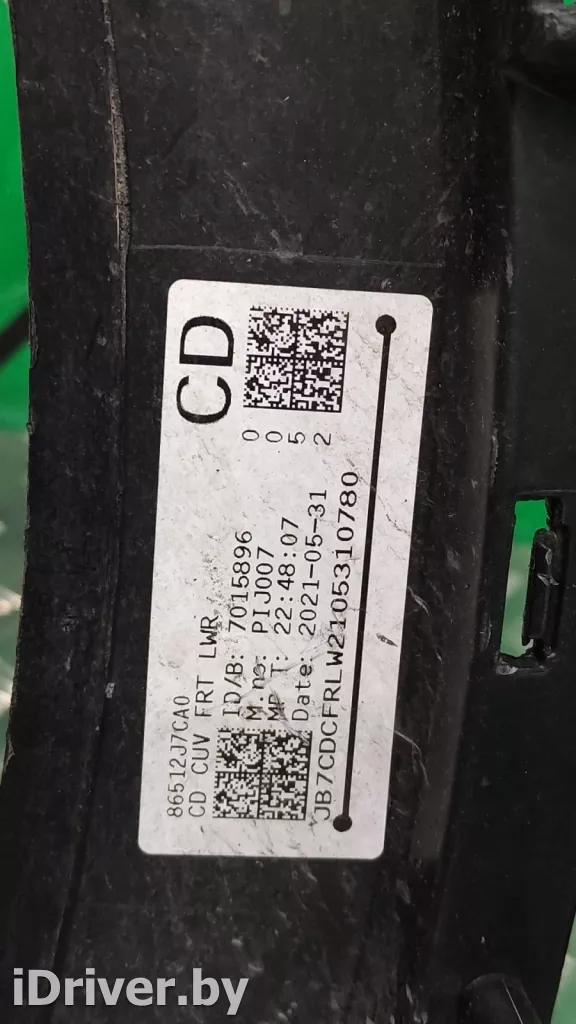 86512J7CA0
CD CUV FRT LWR
CD
ID/B: 7015896
M.no: PIJ007
MP T: 22:48:07
Date: 2021-05-31
0
0
5
2
JB7CDCFRLW2105310780
iDriver.by